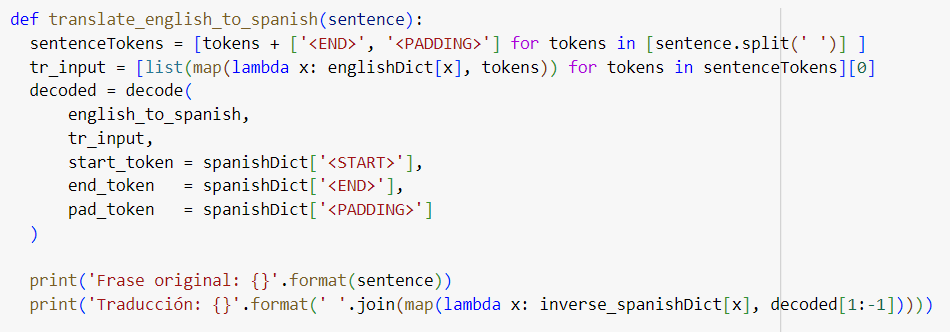 def translate_english_to_spanish(sentence):
  sentenceTokens = [tokens + ['<END>', '<PADDING>'] for tokens in [sentence.split(' ')] ]
  tr_input = [list(map(lambda x: englishDict[x], tokens)) for tokens in sentenceTokens][0]
  decoded = decode(
      english_to_spanish,
      tr_input,
      start_token = spanishDict['<START>'],
      end_token   = spanishDict['<END>'],
      pad_token   = spanishDict['<PADDING>']
  )

  print('Frase original: {}'.format(sentence))
  print('Traducción: {}'.format(' '.join(map(lambda x: inverse_spanishDict[x], decoded[1:-1]))))